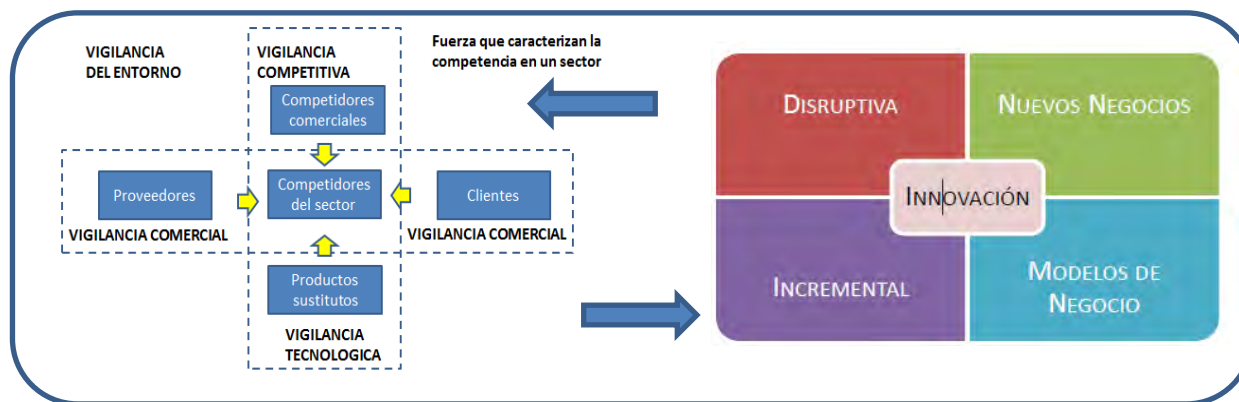 VIGILANCIA
DEL ENTORNO
VIGILANCIA
COMPETITIVA
Competidores
comerciales
Fuerza que caracterizan la
competencia en un sector
Proveedores
Competidores
del sector
Clientes
VIGILANCIA COMERCIAL
VIGILANCIA COMERCIAL
Productos
sustitutos
VIGILANCIA
TECNOLOGICA
DISRUPTIVA
NUEVOS NEGOCIOS
INNOVACIÓN
INCREMENTAL
MODELOS DE
NEGOCIO